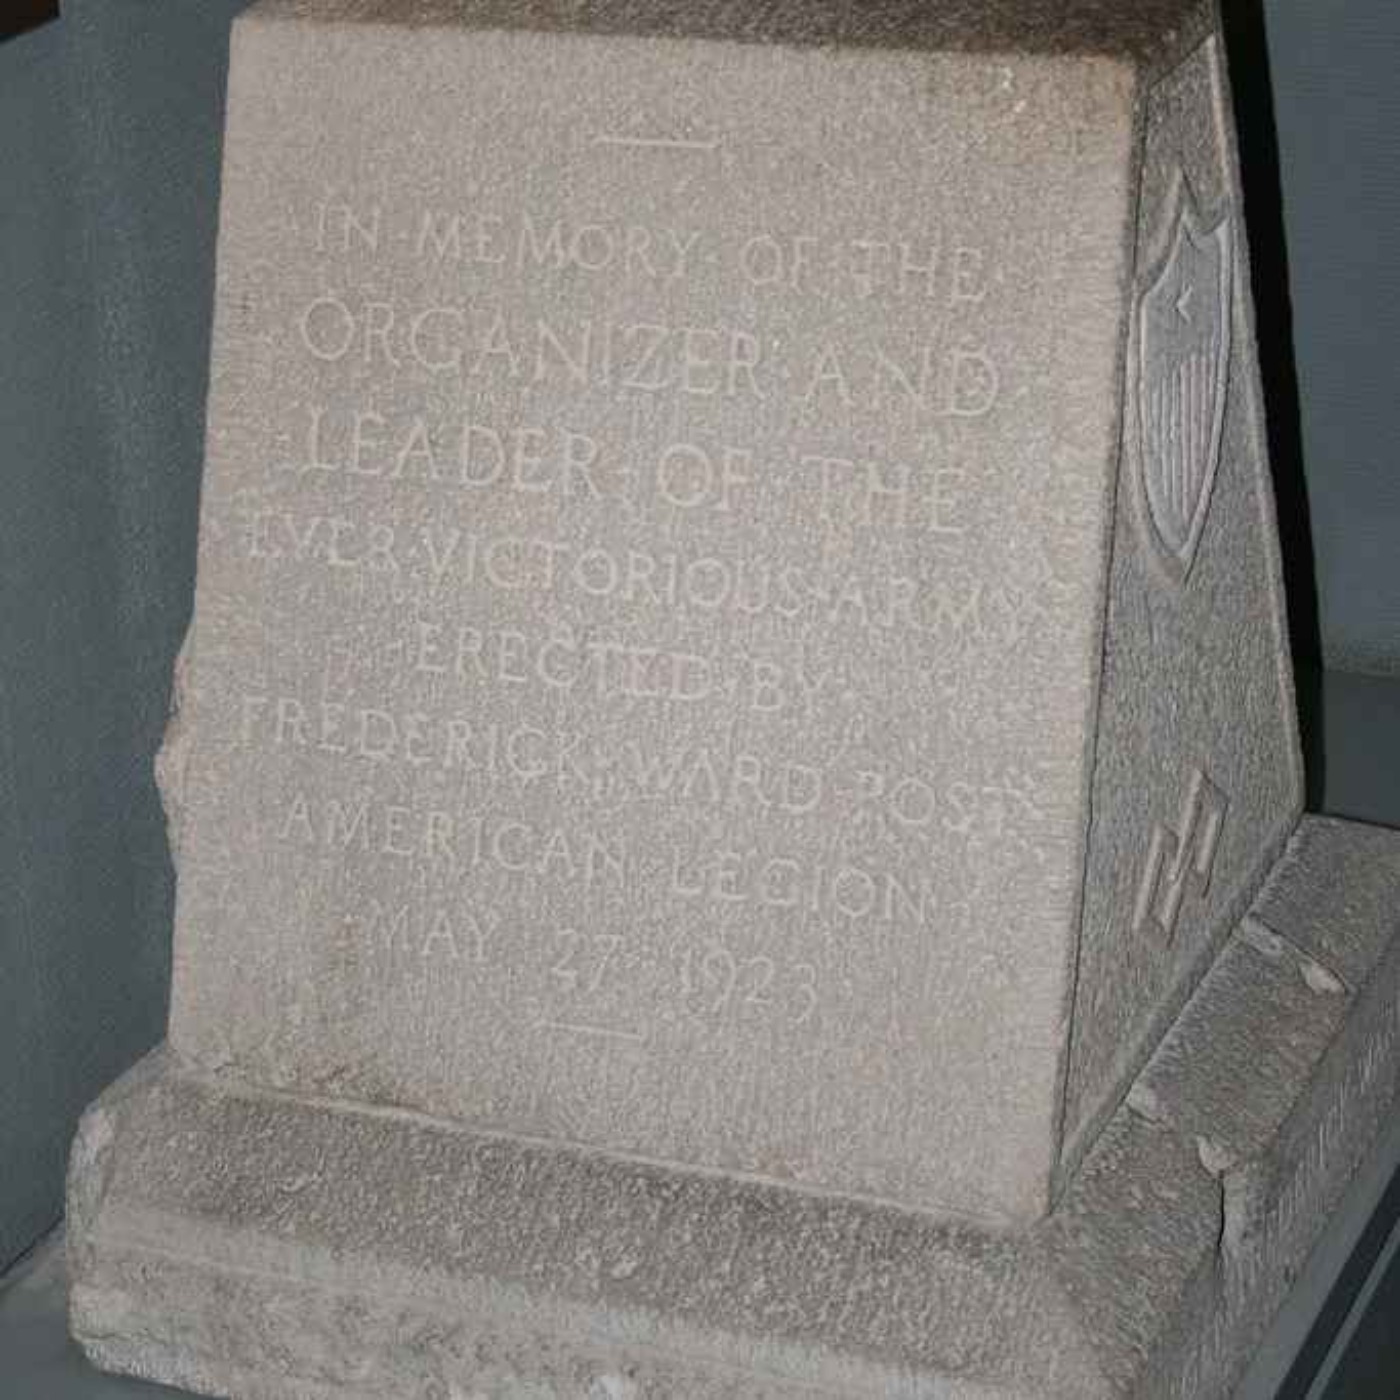 IN·MEMORY·OF·THE·
ORGANIZER·AND
LEADER·OF·THE
EVER·VICTORIOUS·ARMY
·ERECTED·BY·
FREDERICK·WARD·POST
AMERICAN·LEGION
MAY 27 1923